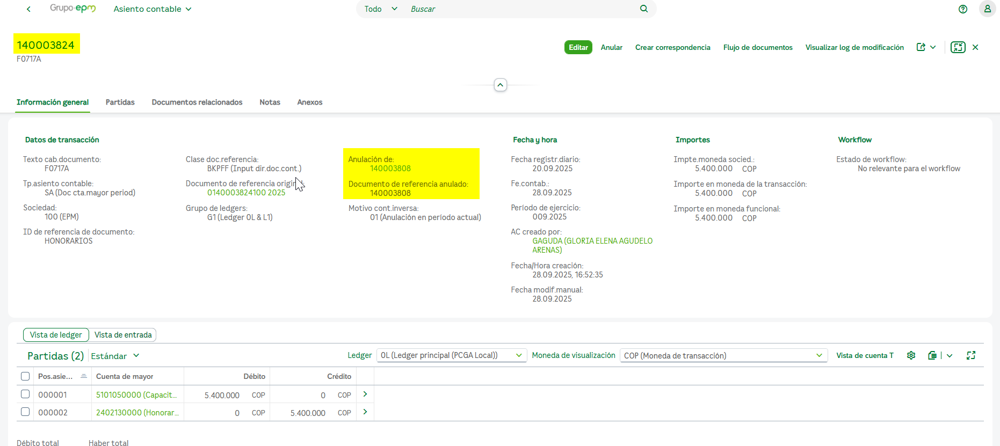 Grupo·epm
Asiento contable
Todo
Buscar
140003824
F0717A
Editar
Anular
Crear correspondencia
Flujo de documentos
Visualizar log de modificación
Información general
Partidas
Documentos relacionados
Notas
Anexos
Datos de transacción
Texto cab.documento:
F0717A
Tp.asiento contable:
SA (Doc cta.mayor period)
Sociedad:
100 (EPM)
ID de referencia de documento:
HONORARIOS
Clase doc.referencia:
BKPFF (Input dir.doc.cont.)
Documento de referencia original:
0140003824100 2025
Grupo de ledgers:
G1 (Ledger 0L & L1)
Anulación de:
140003808
Documento de referencia anulado:
140003808
Motivo cont.inversa:
01 (Anulación en período actual)
Fecha y hora
Fecha registr.diario:
20.09.2025
Fe.contab.:
28.09.2025
Período de ejercicio:
009.2025
AC creado por:
GAGUDA (GLORIA ELENA AGUDELO
ARENAS)
Fecha/Hora creación:
28.09.2025, 16:52:35
Fecha modif.manual:
28.09.2025
Importes
Impte.moneda socied.:
5.400.000 COP
Importe en moneda de la transacción:
5.400.000 COP
Importe en moneda funcional:
5.400.000 COP
Workflow
Estado de workflow:
No relevante para el workflow
Vista de ledger
Vista de entrada
Partidas (2)
Estándar
Ledger
0L (Ledger principal (PCGA Local))
Moneda de visualización
COP (Moneda de transacción)
Vista de cuenta T
Pos.asie... Cuenta de mayor Débito Crédito
000001 5101050000 (Capacit... 5.400.000 COP 0 COP
000002 2402130000 (Honorar... 0 COP 5.400.000 COP
Débito total Haber total